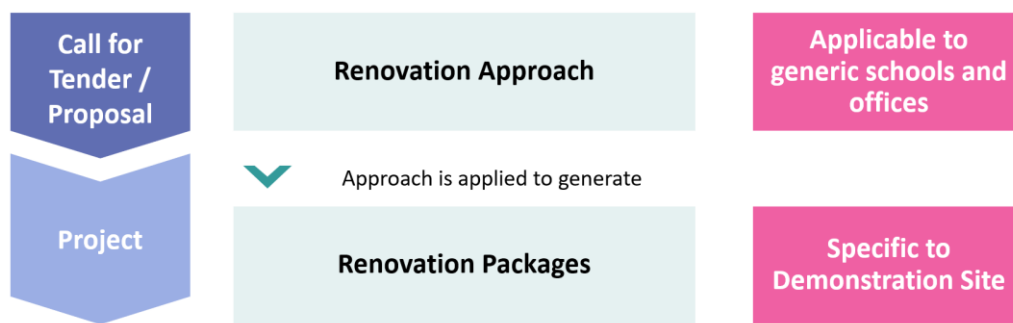 Call for
Tender /
Proposal
Renovation Approach
Applicable to
generic schools and
offices
Approach is applied to generate
Project
Renovation Packages
Specific to
Demonstration Site